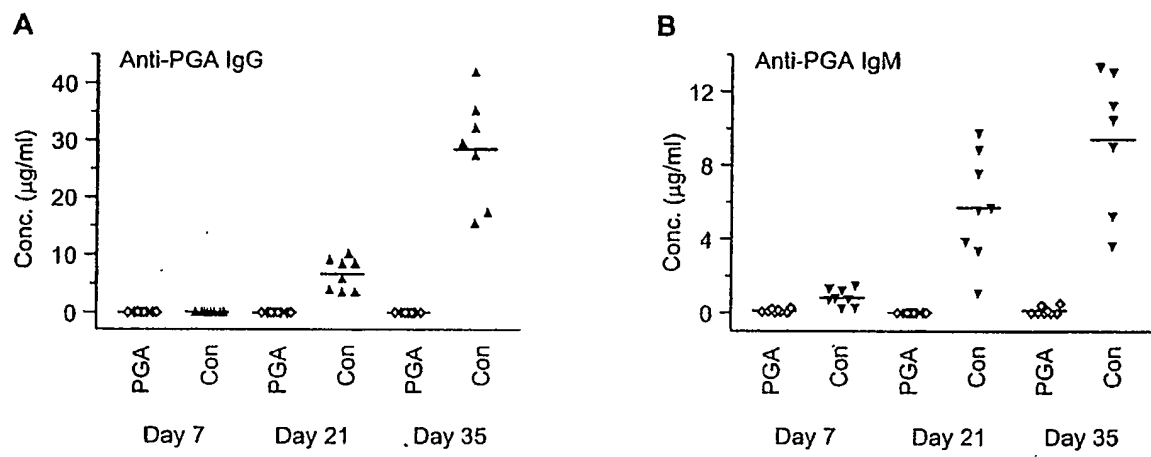 A
Anti-PGA IgG
Conc. (µg/ml)
40
30
20
10
0
PGA
Con
PGA
Con
PGA
Con
Day 7
Day 21
Day 35
B
Anti-PGA IgM
Conc. (µg/ml)
12
8
4
0
PGA
Con
PGA
Con
PGA
Con
Day 7
Day 21
Day 35